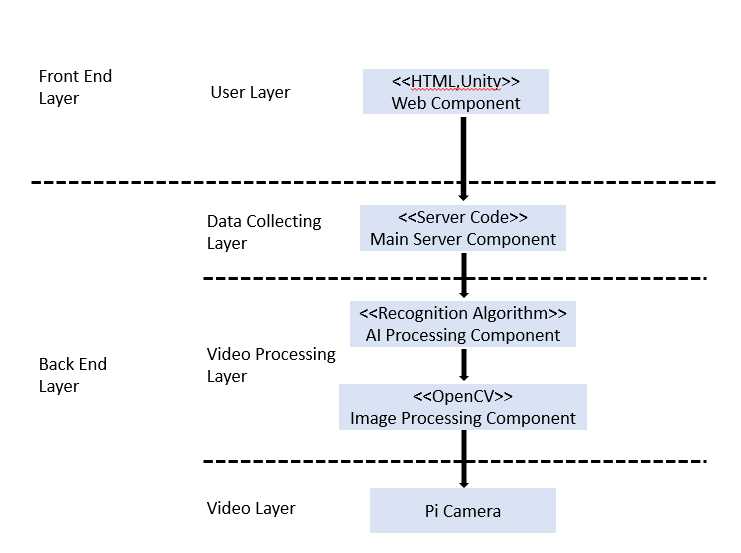 Front End
Layer
User Layer
<<HTML,Unity>>
Web Component
Data Collecting
Layer
<<Server Code>>
Main Server Component
Back End
Layer
Video Processing
Layer
<<Recognition Algorithm>>
AI Processing Component
<<OpenCV>>
Image Processing Component
Video Layer
Pi Camera